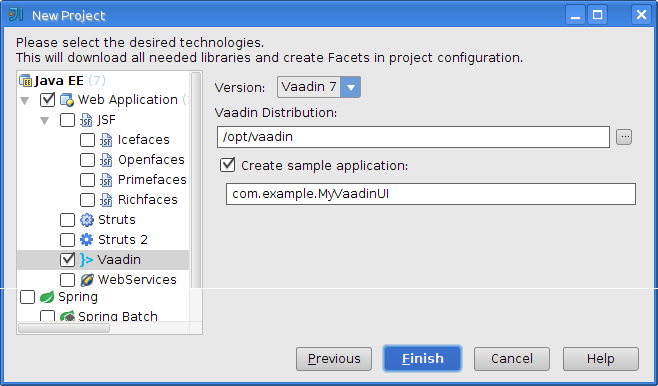 New Project
Please select the desired technologies.
This will download all needed libraries and create Facets in project configuration.
Java EE (7)
Web Application (
JSF
Icefaces
Openfaces
Primefaces
Richfaces
Struts
Struts 2
Vaadin
WebServices
Spring
Spring Batch
Version: Vaadin 7
Vaadin Distribution:
/opt/vaadin
...
Create sample application:
com.example.MyVaadinUI
Previous Finish Cancel Help